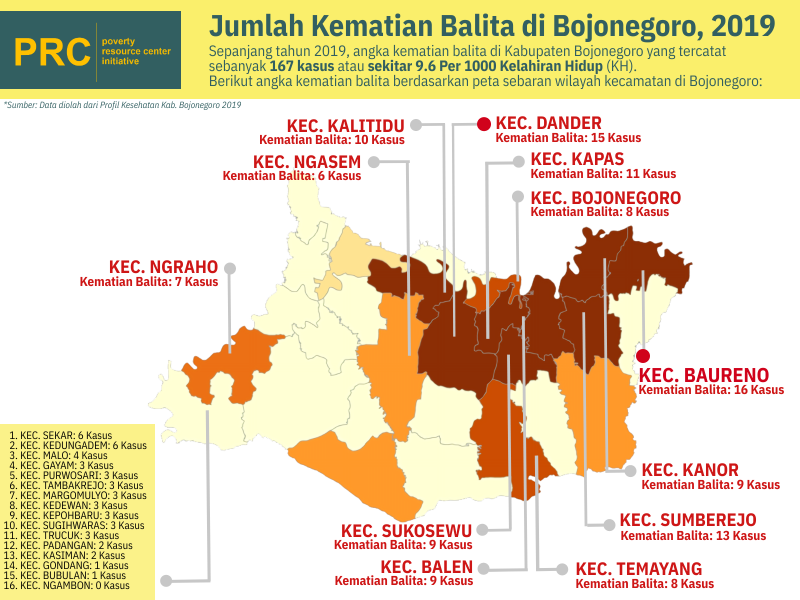 PRC
poverty
resource center
initiative
Jumlah Kematian Balita di Bojonegoro, 2019
Sepanjang tahun 2019, angka kematian balita di Kabupaten Bojonegoro yang tercatat
sebanyak 167 kasus atau sekitar 9.6 Per 1000 Kelahiran Hidup (KH).
Berikut angka kematian balita berdasarkan peta sebaran wilayah kecamatan di Bojonegoro:
*Sumber: Data diolah dari Profil Kesehatan Kab. Bojonegoro 2019
KEC. KALITIDU
Kematian Balita: 10 Kasus
KEC. DANDER
Kematian Balita: 15 Kasus
KEC. NGASEM
Kematian Balita: 6 Kasus
KEC. KAPAS
Kematian Balita: 11 Kasus
KEC. BOJONEGORO
Kematian Balita: 8 Kasus
KEC. NGRAHO
Kematian Balita: 7 Kasus
KEC. BAURENO
Kematian Balita: 16 Kasus
KEC. KANOR
Kematian Balita: 9 Kasus
KEC. SUMBEREJO
Kematian Balita: 13 Kasus
KEC. SUKOSEWU
Kematian Balita: 9 Kasus
KEC. BALEN
Kematian Balita: 9 Kasus
KEC. TEMAYANG
Kematian Balita: 8 Kasus
1. KEC. SEKAR: 6 Kasus
2. KEC. KEDUNGADEM: 6 Kasus
3. KEC. MALO: 4 Kasus
4. KEC. GAYAM: 3 Kasus
5. KEC. PURWOSARI: 3 Kasus
6. KEC. TAMBAKREJO: 3 Kasus
7. KEC. MARGOMULYO: 3 Kasus
8. KEC. KEDEWAN: 3 Kasus
9. KEC. KEPOHBARU: 3 Kasus
10. KEC. SUGIHWARAS: 3 Kasus
11. KEC. TRUCUK: 3 Kasus
12. KEC. PADANGAN: 2 Kasus
13. KEC. KASIMAN: 2 Kasus
14. KEC. GONDANG: 1 Kasus
15. KEC. BUBULAN: 1 Kasus
16. KEC. NGAMBON: 0 Kasus